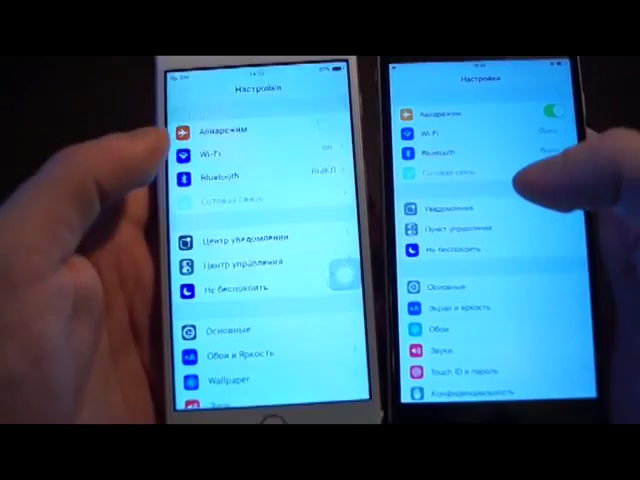 Настройки
Авиарежим
Wi-Fi
on
Bluetooth
ВЫКЛ
Сотовая связь
Центр уведомлений
Центр управления
Не беспокоить
Основные
Обои и Яркость
Wallpaper
Настройки
Авиарежим
Wi-Fi
Bluetooth
Сотовая связь
Уведомления
Пункт управления
Не беспокоить
Основные
Экран и яркость
Обои
Звуки
Touch ID и пароль
Конфиденциальность